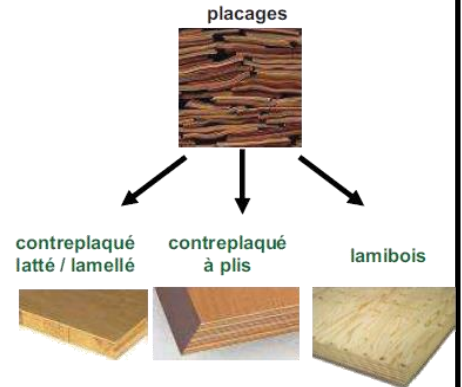 placages
contreplaqué
latté / lamellé
contreplaqué
à plis
lamibois